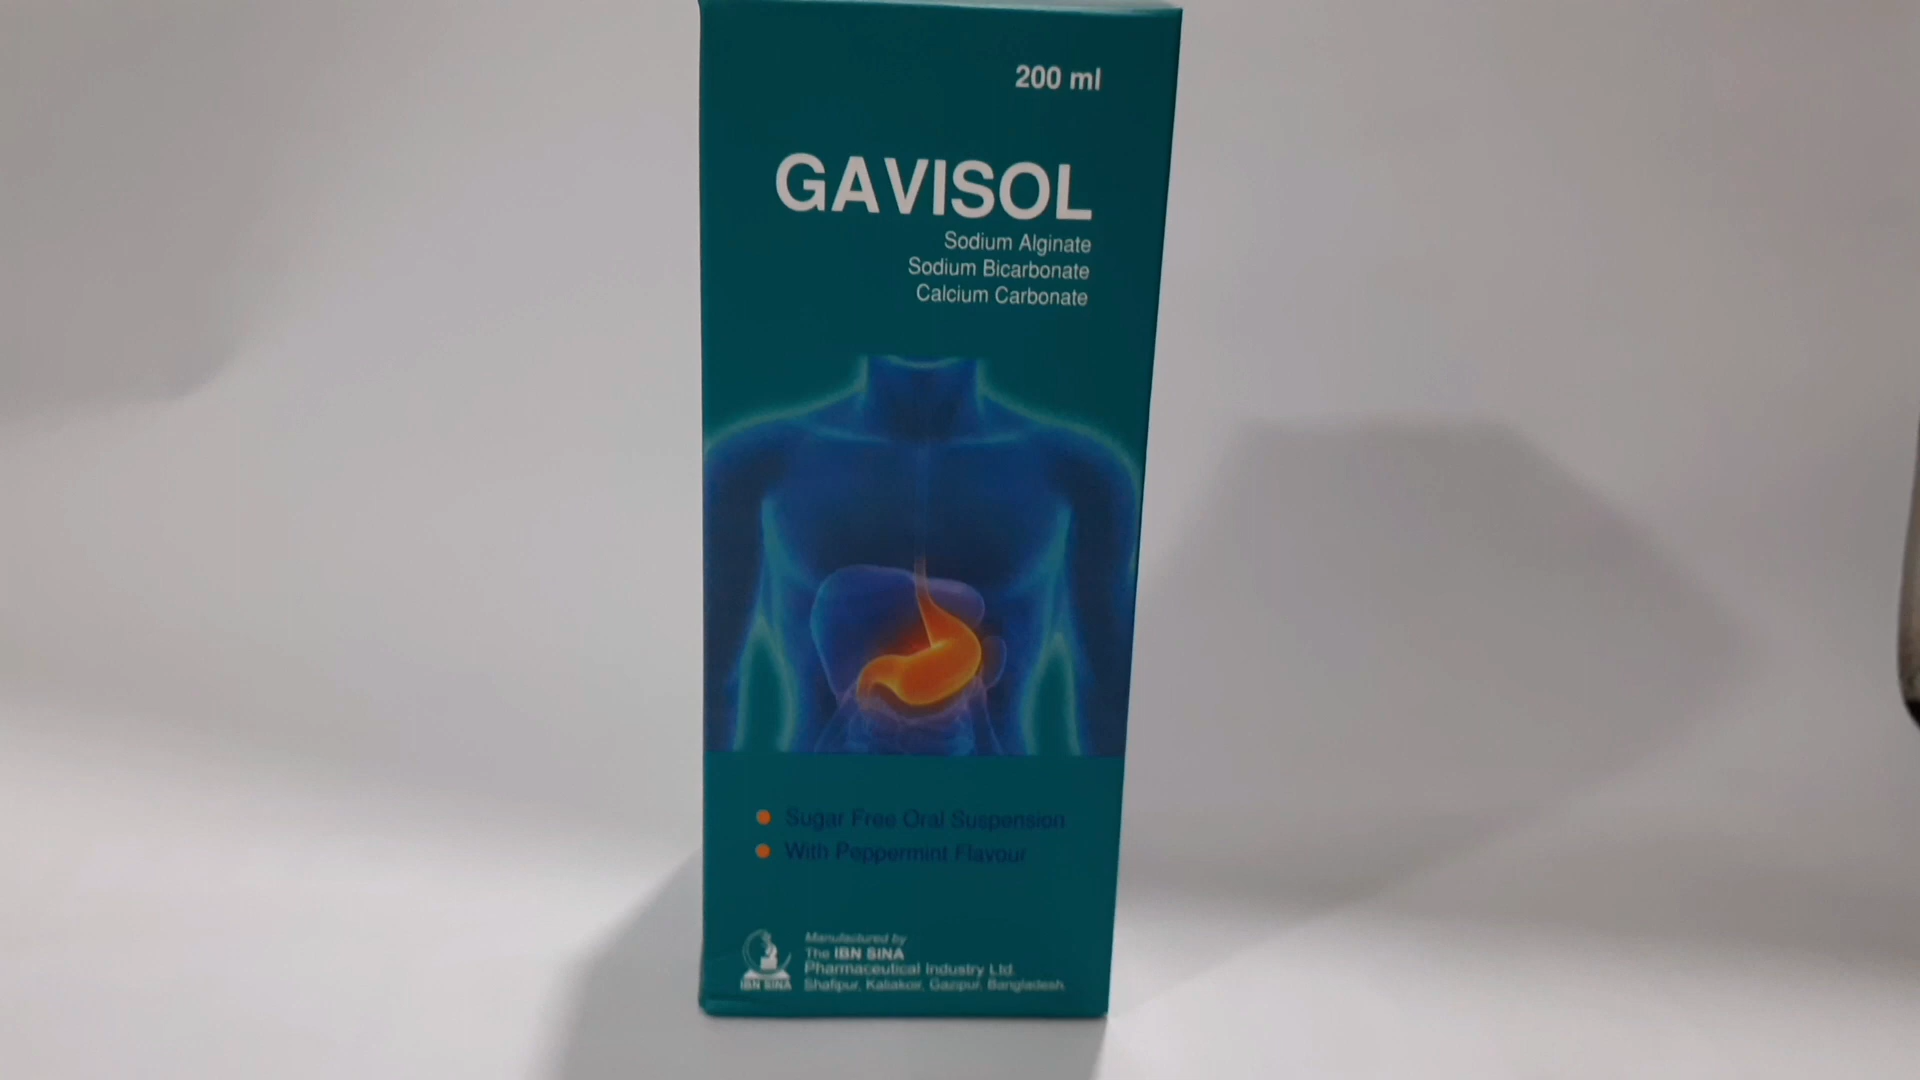 200 ml
GAVISOL
Sodium Alginate
Sodium Bicarbonate
Calcium Carbonate
Sugar Free Oral Suspension
With Peppermint Flavour
Manufactured by
The IBN SINA
Pharmaceutical Industry Ltd.
Shafipur, Kaliakoir, Gazipur, Bangladesh.
IBN SINA